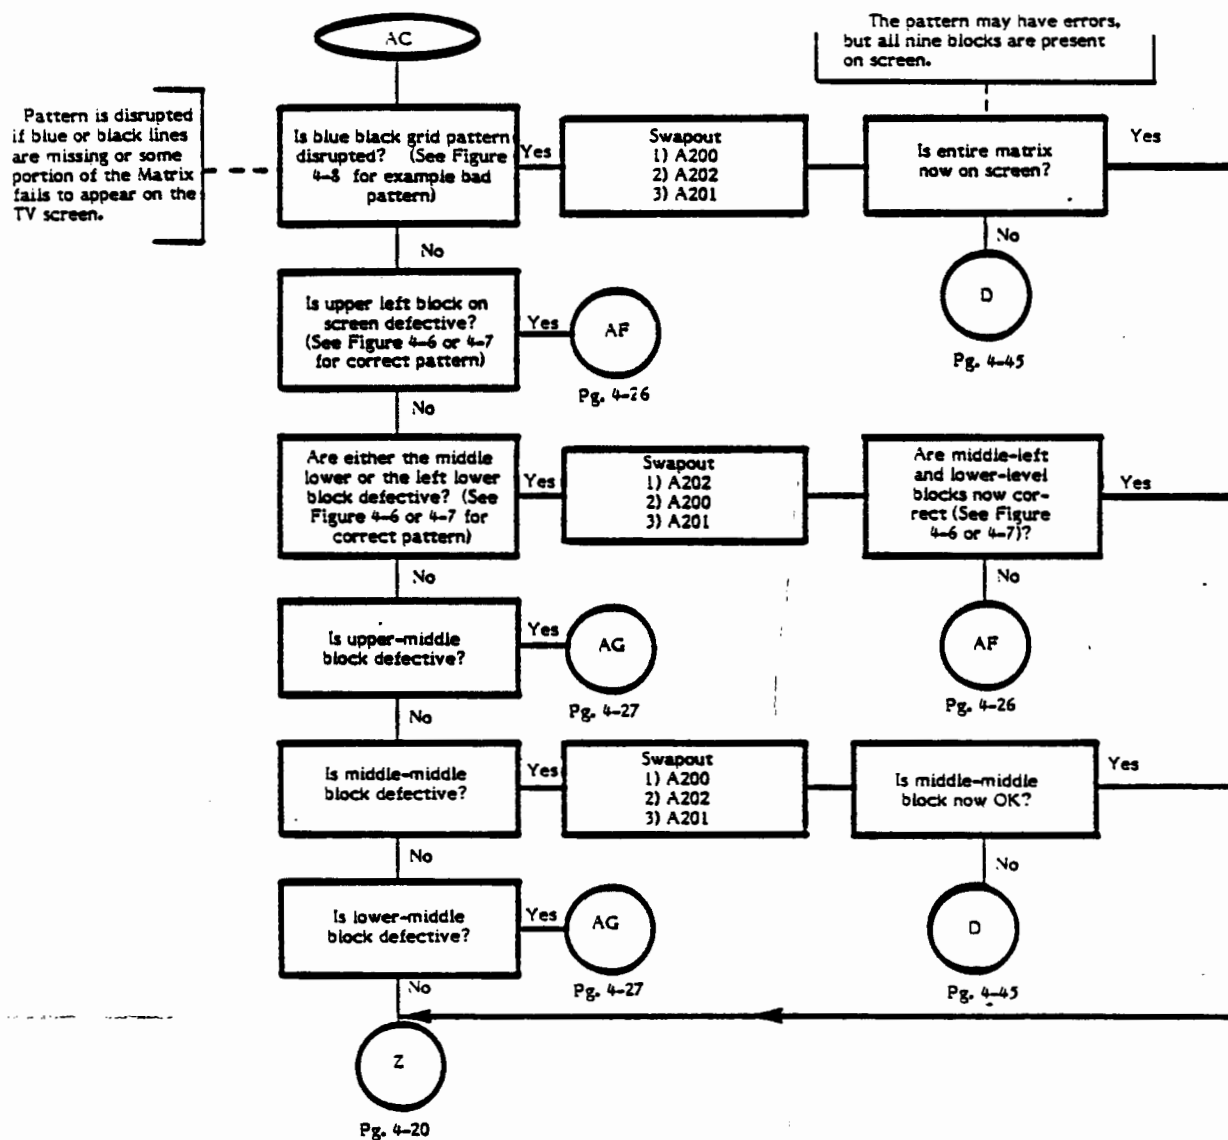 AC
The pattern may have errors,
but all nine blocks are present
on screen.
Pattern is disrupted
if blue or black lines
are missing or some
portion of the Matrix
fails to appear on the
TV screen.
Is blue black grid pattern
disrupted? (See Figure
4-8 for example bad
pattern)
Yes
Swapout
1) A200
2) A202
3) A201
Is entire matrix
now on screen?
Yes
No
No
D
Pg. 4-45
Is upper left block on
screen defective?
(See Figure 4-6 or 4-7
for correct pattern)
Yes
AF
Pg. 4-26
No
Are either the middle
lower or the left lower
block defective? (See
Figure 4-6 or 4-7 for
correct pattern)
Yes
Swapout
1) A202
2) A200
3) A201
Are middle-left
and lower-level
blocks now cor-
rect (See Figure
4-6 or 4-7)?
Yes
No
No
AF
Pg. 4-26
Is upper-middle
block defective?
Yes
AG
Pg. 4-27
No
Is middle-middle
block defective?
Yes
Swapout
1) A200
2) A202
3) A201
Is middle-middle
block now OK?
Yes
No
No
D
Pg. 4-45
Is lower-middle
block defective?
Yes
AG
Pg. 4-27
No
Z
Pg. 4-20